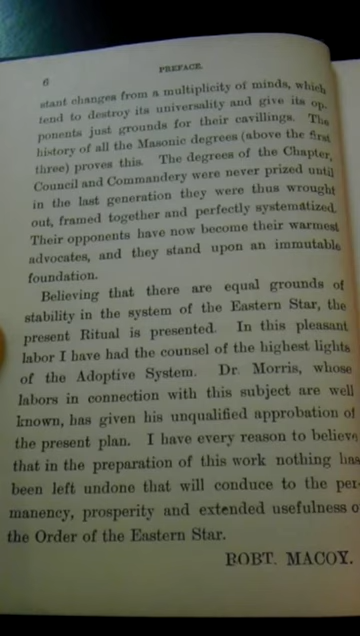 6
PREFACE.
stant changes from a multiplicity of minds, which
tend to destroy its universality and give its op-
ponents just grounds for their cavillings. The
history of all the Masonic degrees (above the first
three) proves this. The degrees of the Chapter,
Council and Commandery were never prized until
in the last generation they were thus wrought
out, framed together and perfectly systematized.
Their opponents have now become their warmest
advocates, and they stand upon an immutable
foundation.
Believing that there are equal grounds of
stability in the system of the Eastern Star, the
present Ritual is presented. In this pleasant
labor I have had the counsel of the highest lights
of the Adoptive System. Dr. Morris, whose
labors in connection with this subject are well
known, has given his unqualified approbation of
the present plan. I have every reason to believe
that in the preparation of this work nothing has
been left undone that will conduce to the per-
manency, prosperity and extended usefulness o
the Order of the Eastern Star.
ROBT. MACOY.